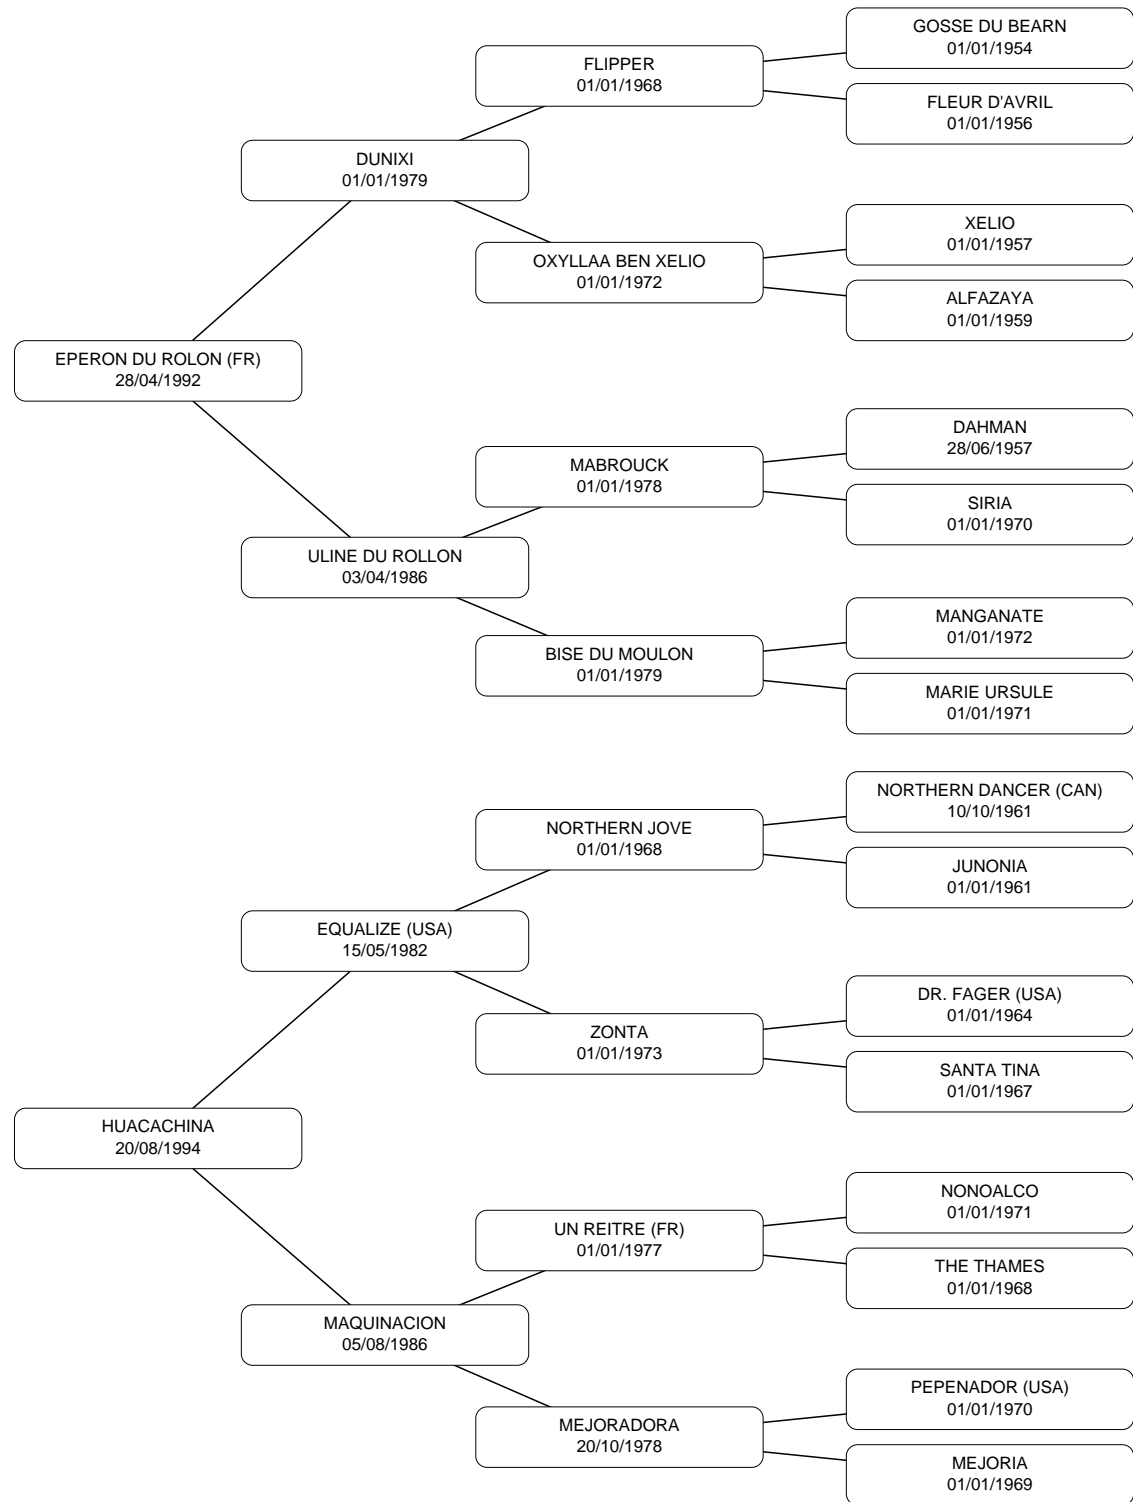 GOSSE DU BEARN
01/01/1954
FLIPPER
01/01/1968
FLEUR D'AVRIL
01/01/1956
DUNIXI
01/01/1979
XELIO
01/01/1957
OXYLLAA BEN XELIO
01/01/1972
ALFAZAYA
01/01/1959
EPERON DU ROLON (FR)
28/04/1992
DAHMAN
28/06/1957
MABROUCK
01/01/1978
SIRIA
01/01/1970
ULINE DU ROLLON
03/04/1986
MANGANATE
01/01/1972
BISE DU MOULON
01/01/1979
MARIE URSULE
01/01/1971
NORTHERN DANCER (CAN)
10/10/1961
NORTHERN JOVE
01/01/1968
JUNONIA
01/01/1961
EQUALIZE (USA)
15/05/1982
DR. FAGER (USA)
01/01/1964
ZONTA
01/01/1973
SANTA TINA
01/01/1967
HUACACHINA
20/08/1994
NONOALCO
01/01/1971
UN REITRE (FR)
01/01/1977
THE THAMES
01/01/1968
MAQUINACION
05/08/1986
PEPENADOR (USA)
01/01/1970
MEJORADORA
20/10/1978
MEJORIA
01/01/1969